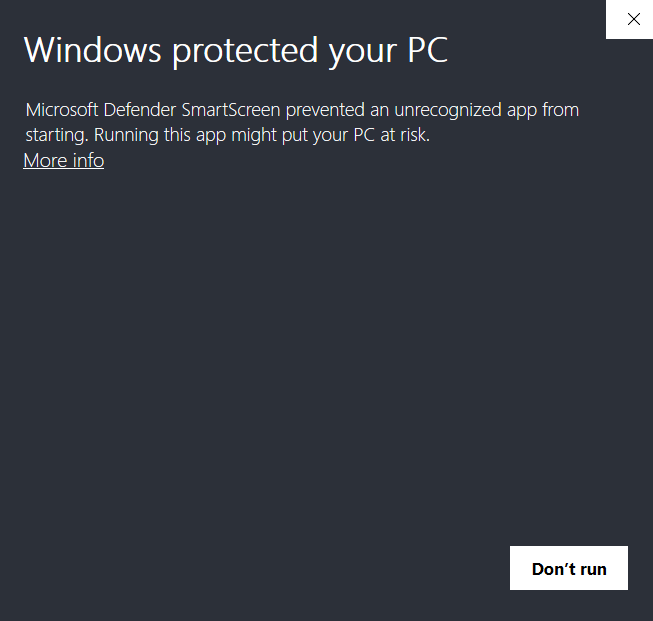 Windows protected your PC
Microsoft Defender SmartScreen prevented an unrecognized app from
starting. Running this app might put your PC at risk.
More info
Don’t run